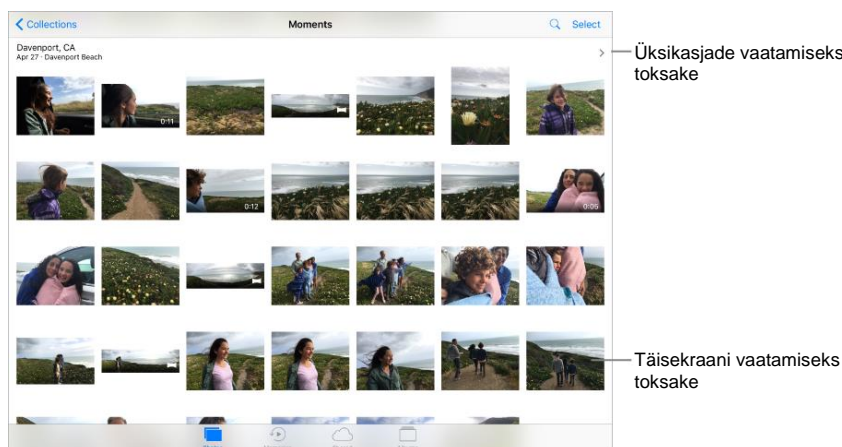 Collections
Moments
Select
Davenport, CA
Apr 27 · Davenport Beach
Üksikasjade vaatamiseks
toksake
0:11
0:12
0:05
Täisekraani vaatamiseks
toksake